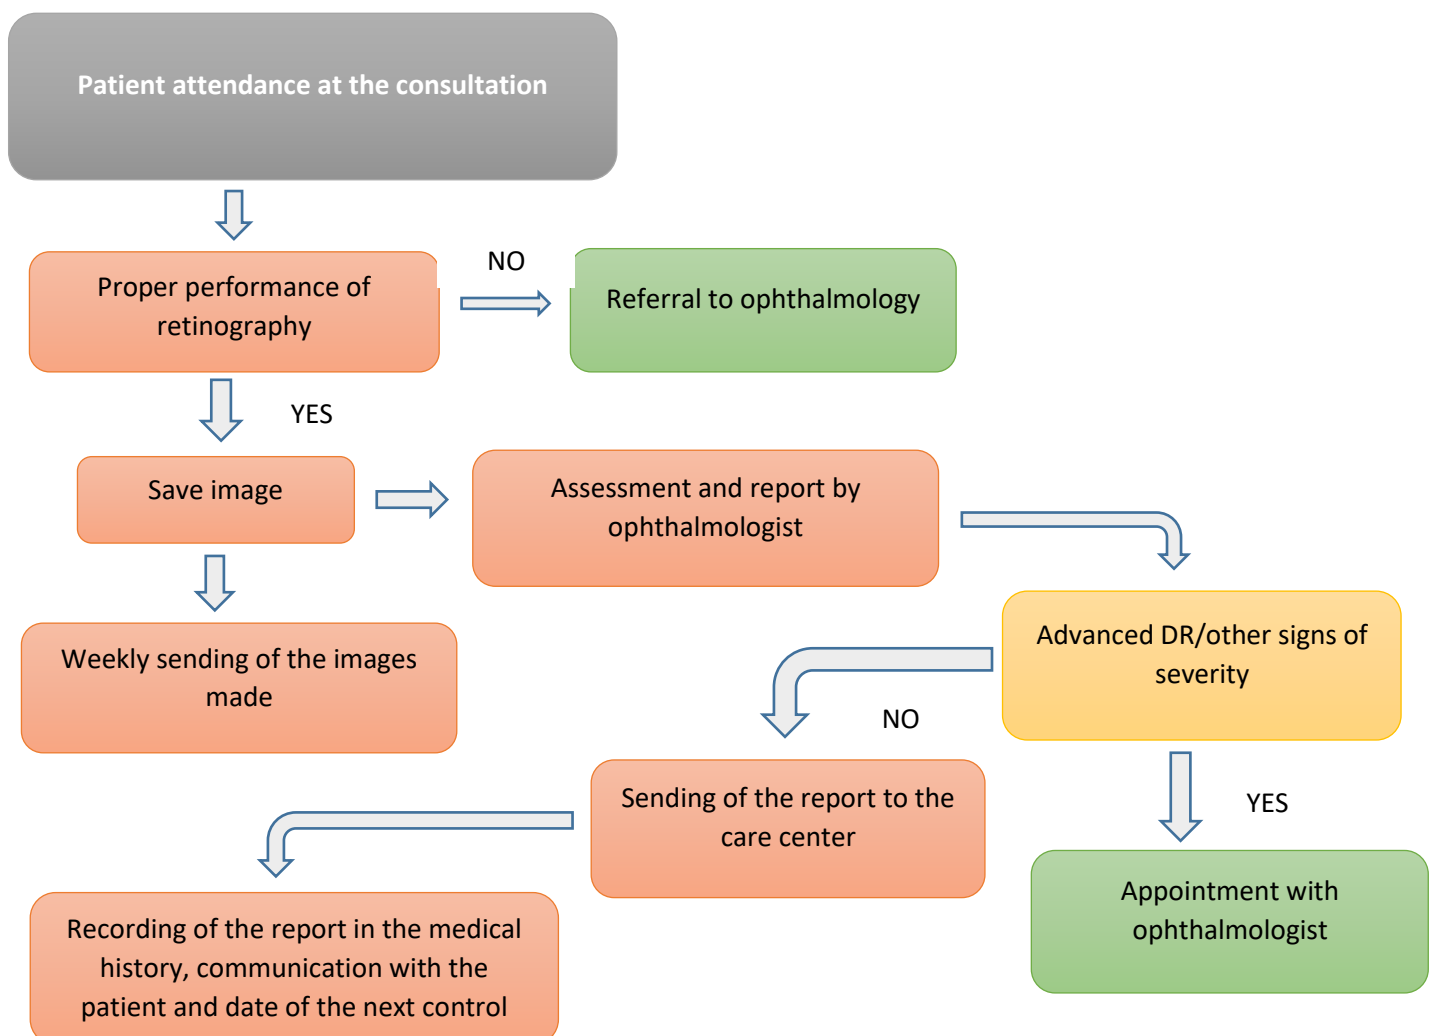 Patient attendance at the consultation
Proper performance of
retinography
NO
Referral to ophthalmology
YES
Save image
Assessment and report by
ophthalmologist
Weekly sending of the images
made
Advanced DR/other signs of
severity
NO
Sending of the report to the
care center
YES
Appointment with
ophthalmologist
Recording of the report in the medical
history, communication with the
patient and date of the next control